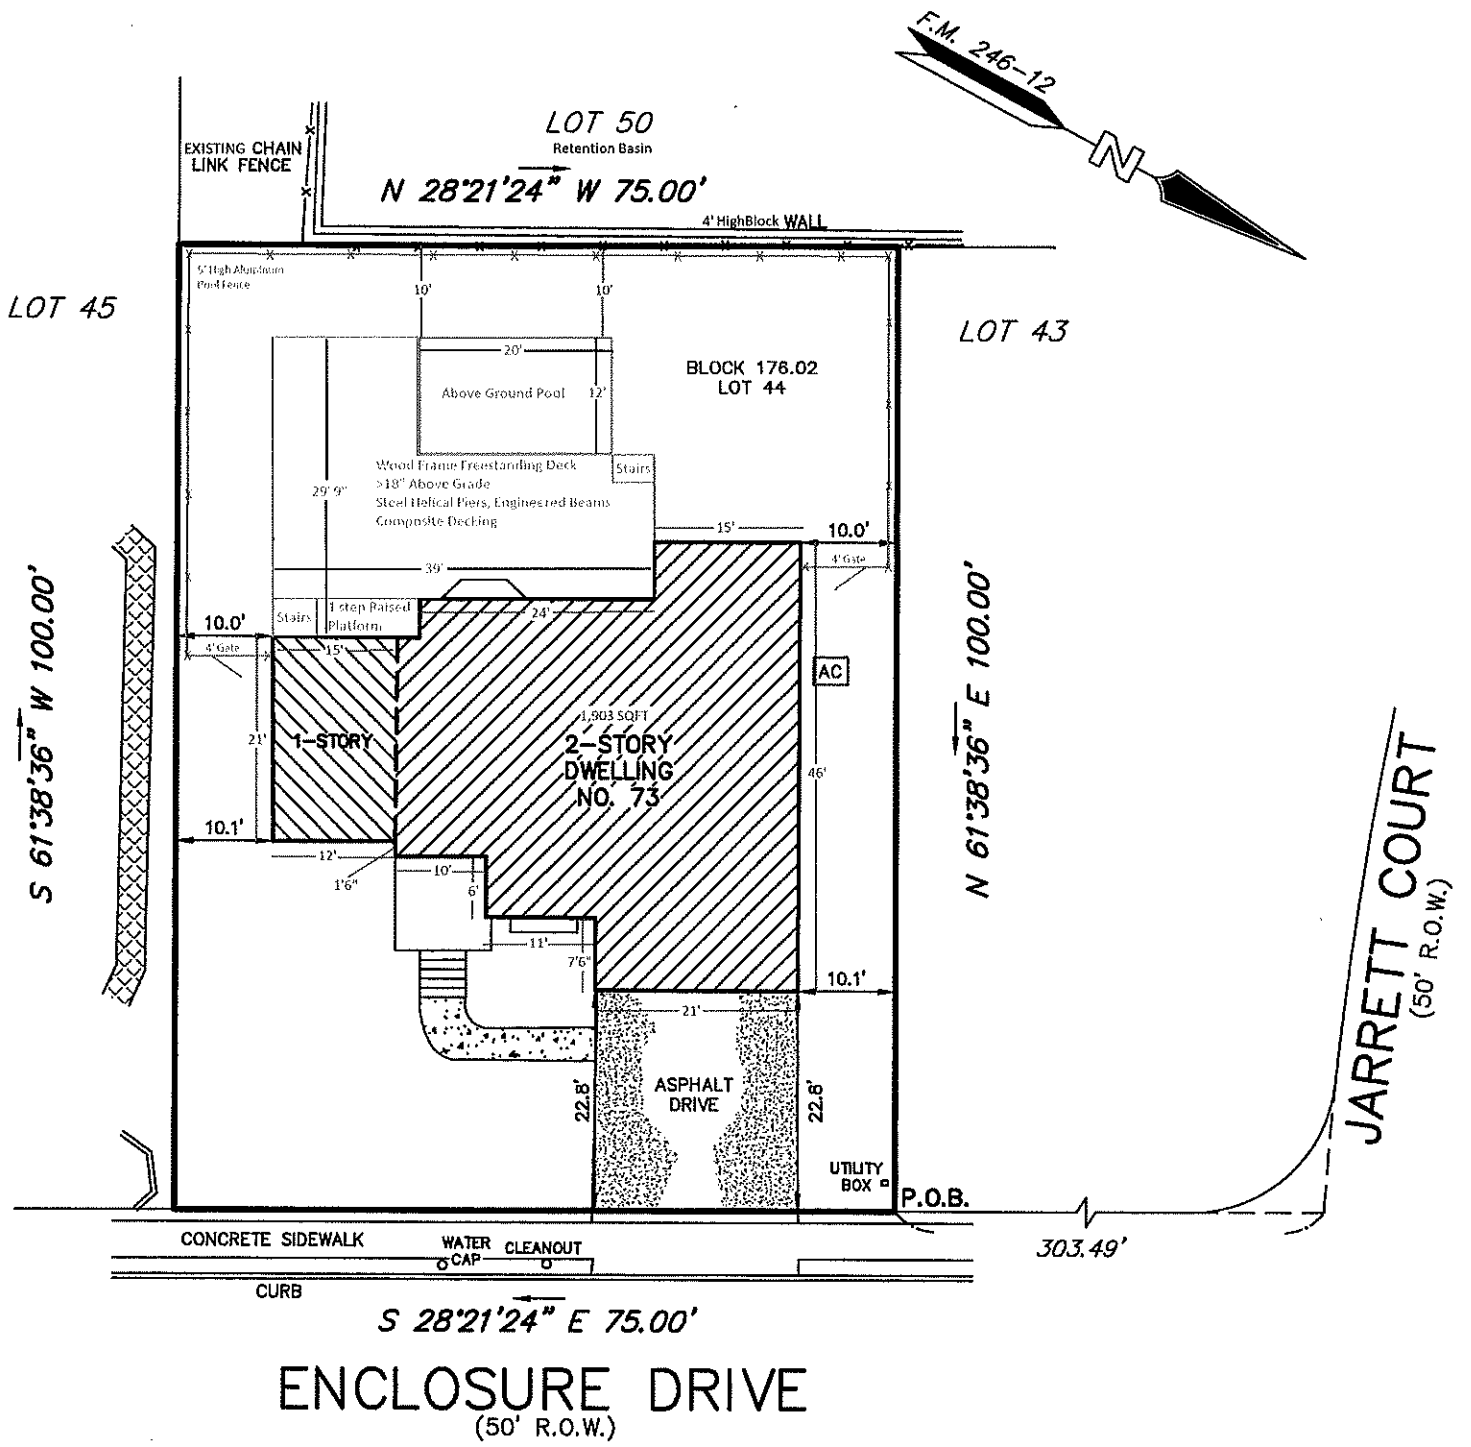 F.M. 246-12
N
LOT 50
Retention Basin
EXISTING CHAIN
LINK FENCE
N 28°21'24" W 75.00'
4' HighBlock WALL
5' High Aluminum
Pool Fence
LOT 45
LOT 43
10'
10'
20'
12'
Above Ground Pool
BLOCK 176.02
LOT 44
Wood Frame Freestanding Deck
>18" Above Grade
Steel Helical Piers, Engineered Beams
Composite Decking
Stairs
29' 9"
15'
10.0'
4' Gate
39'
24'
Stairs
1 step Raised
Platform
10.0'
4' Gate
15'
S 61°38'36" W 100.00'
N 61°38'36" E 100.00'
AC
21'
1-STORY
1,903 SQFT
2-STORY
DWELLING
NO. 73
46'
10.1'
12'
1'6"
10'
6'
11'
7'6"
10.1'
21'
22.8'
22.8'
ASPHALT
DRIVE
UTILITY
BOX
P.O.B.
JARRETT COURT
(50' R.O.W.)
303.49'
CONCRETE SIDEWALK
WATER
CAP
CLEANOUT
CURB
S 28°21'24" E 75.00'
ENCLOSURE DRIVE
(50' R.O.W.)